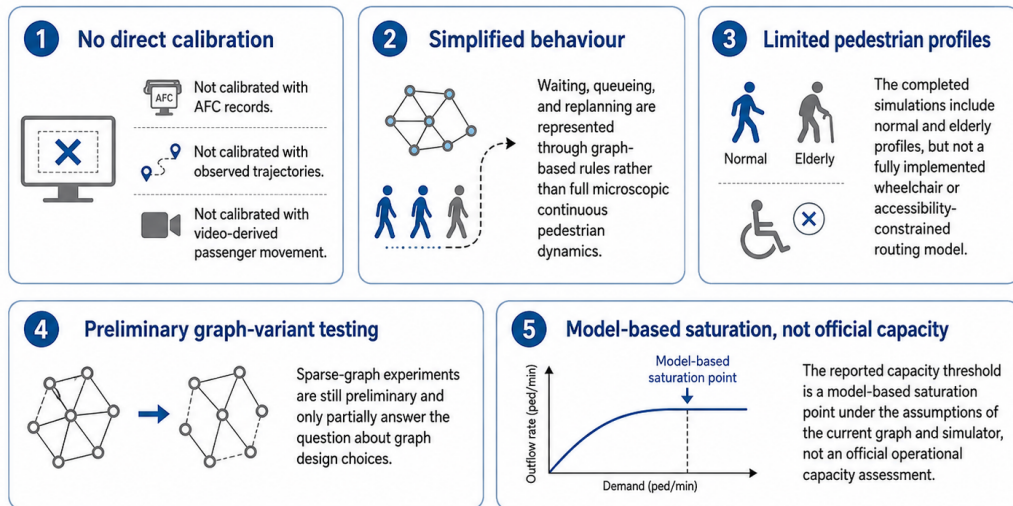 1 No direct calibration
AFC
Not calibrated with
AFC records.
Not calibrated with
observed trajectories.
Not calibrated with
video-derived
passenger movement.
2 Simplified behaviour
Waiting, queueing,
and replanning are
represented
through graph-
based rules rather
than full microscopic
continuous
pedestrian
dynamics.
3 Limited pedestrian profiles
Normal
Elderly
The completed
simulations include
normal and elderly
profiles, but not a
fully implemented
wheelchair or
accessibility-
constrained
routing model.
4 Preliminary graph-variant testing
Sparse-graph experiments
are still preliminary and
only partially answer the
question about graph
design choices.
5 Model-based saturation, not official capacity
Outflow rate (ped/min)
Model-based
saturation point
Demand (ped/min)
The reported capacity threshold
is a model-based saturation
point under the assumptions of
the current graph and simulator,
not an official operational
capacity assessment.